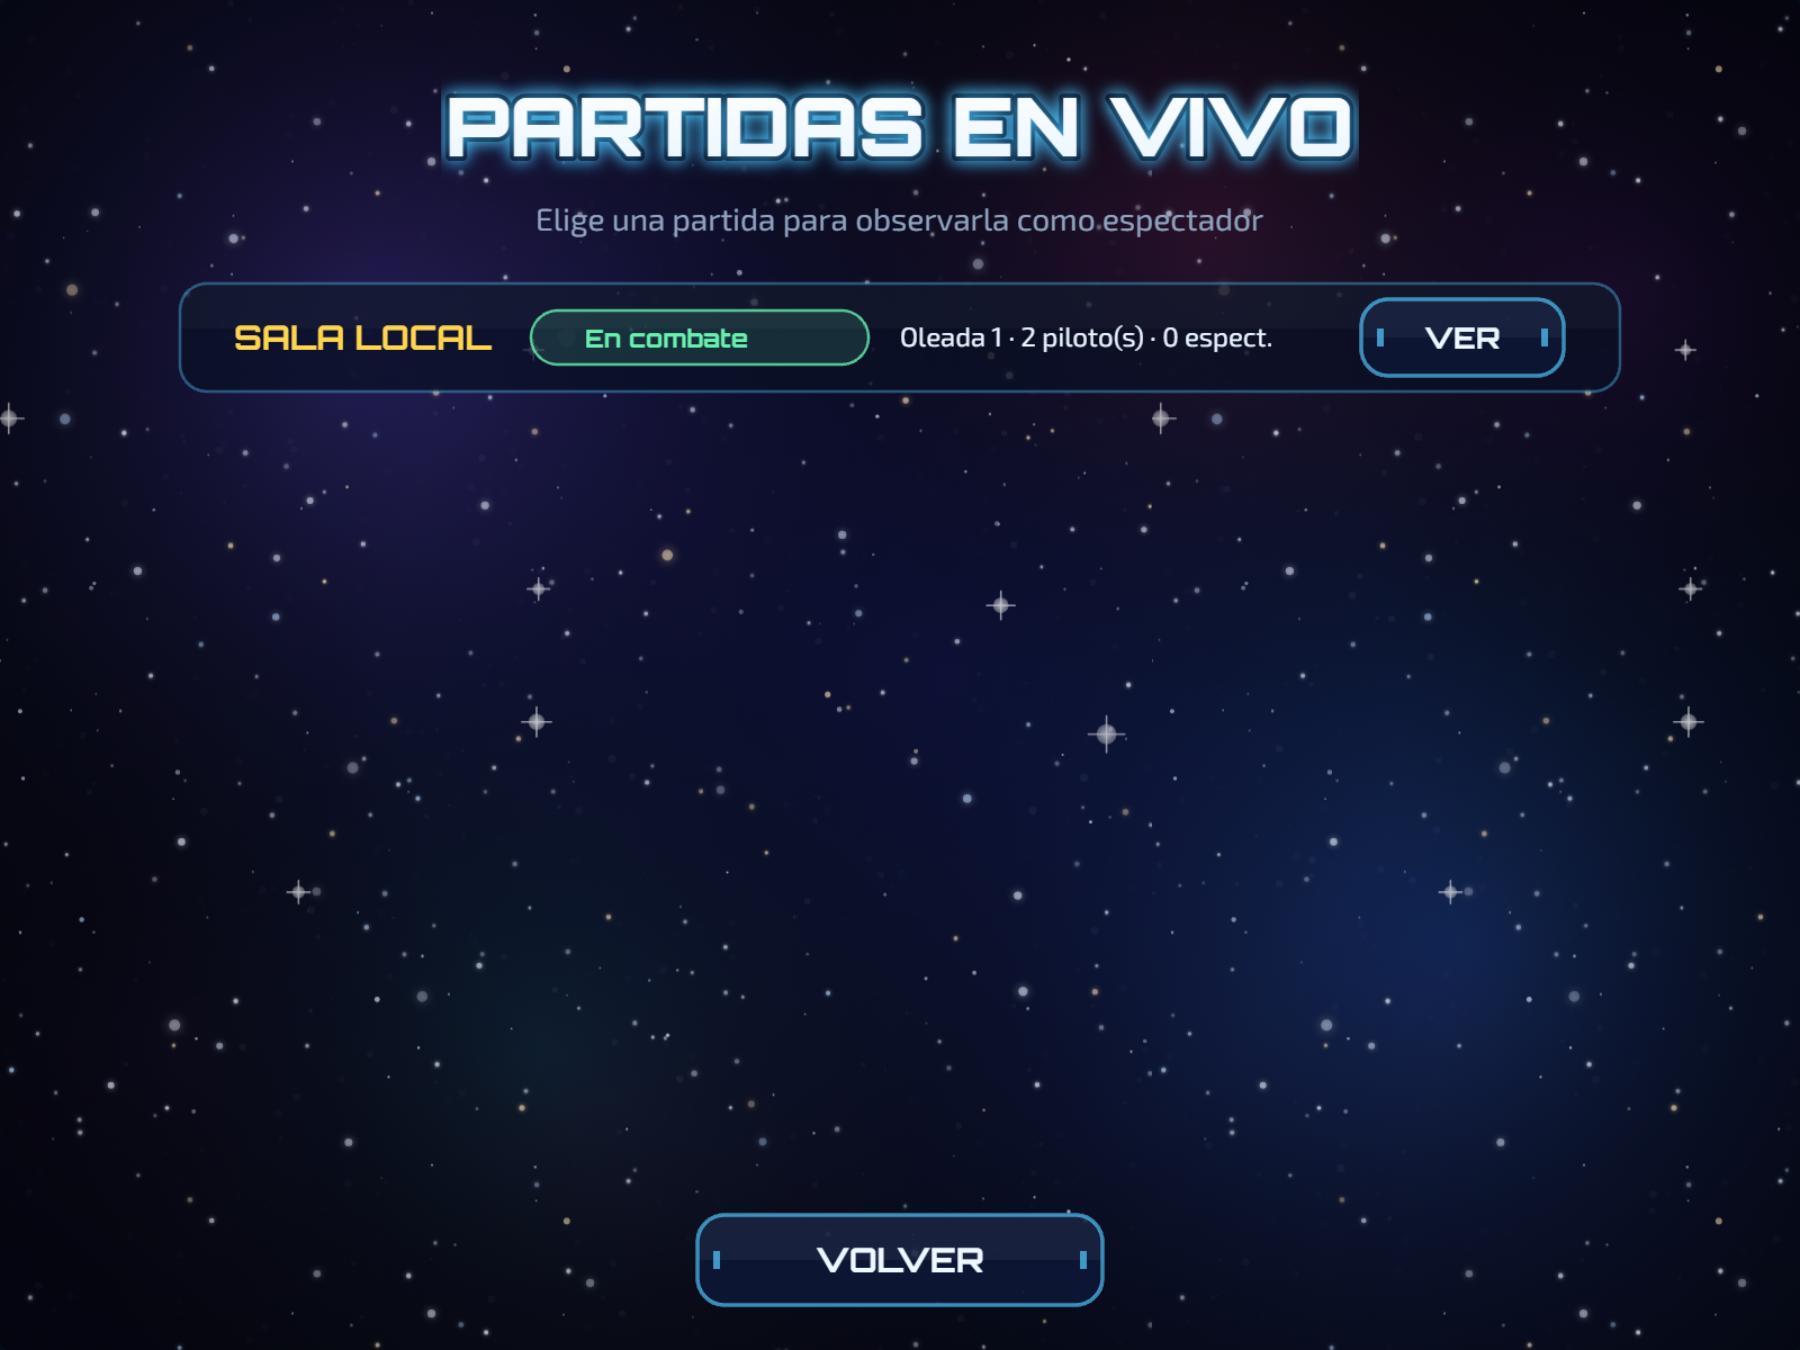 PARTIDAS EN VIVO
Elige una partida para observarla como espectador
SALA LOCAL En combate Oleada 1 · 2 piloto(s) · 0 espect. VER
VOLVER